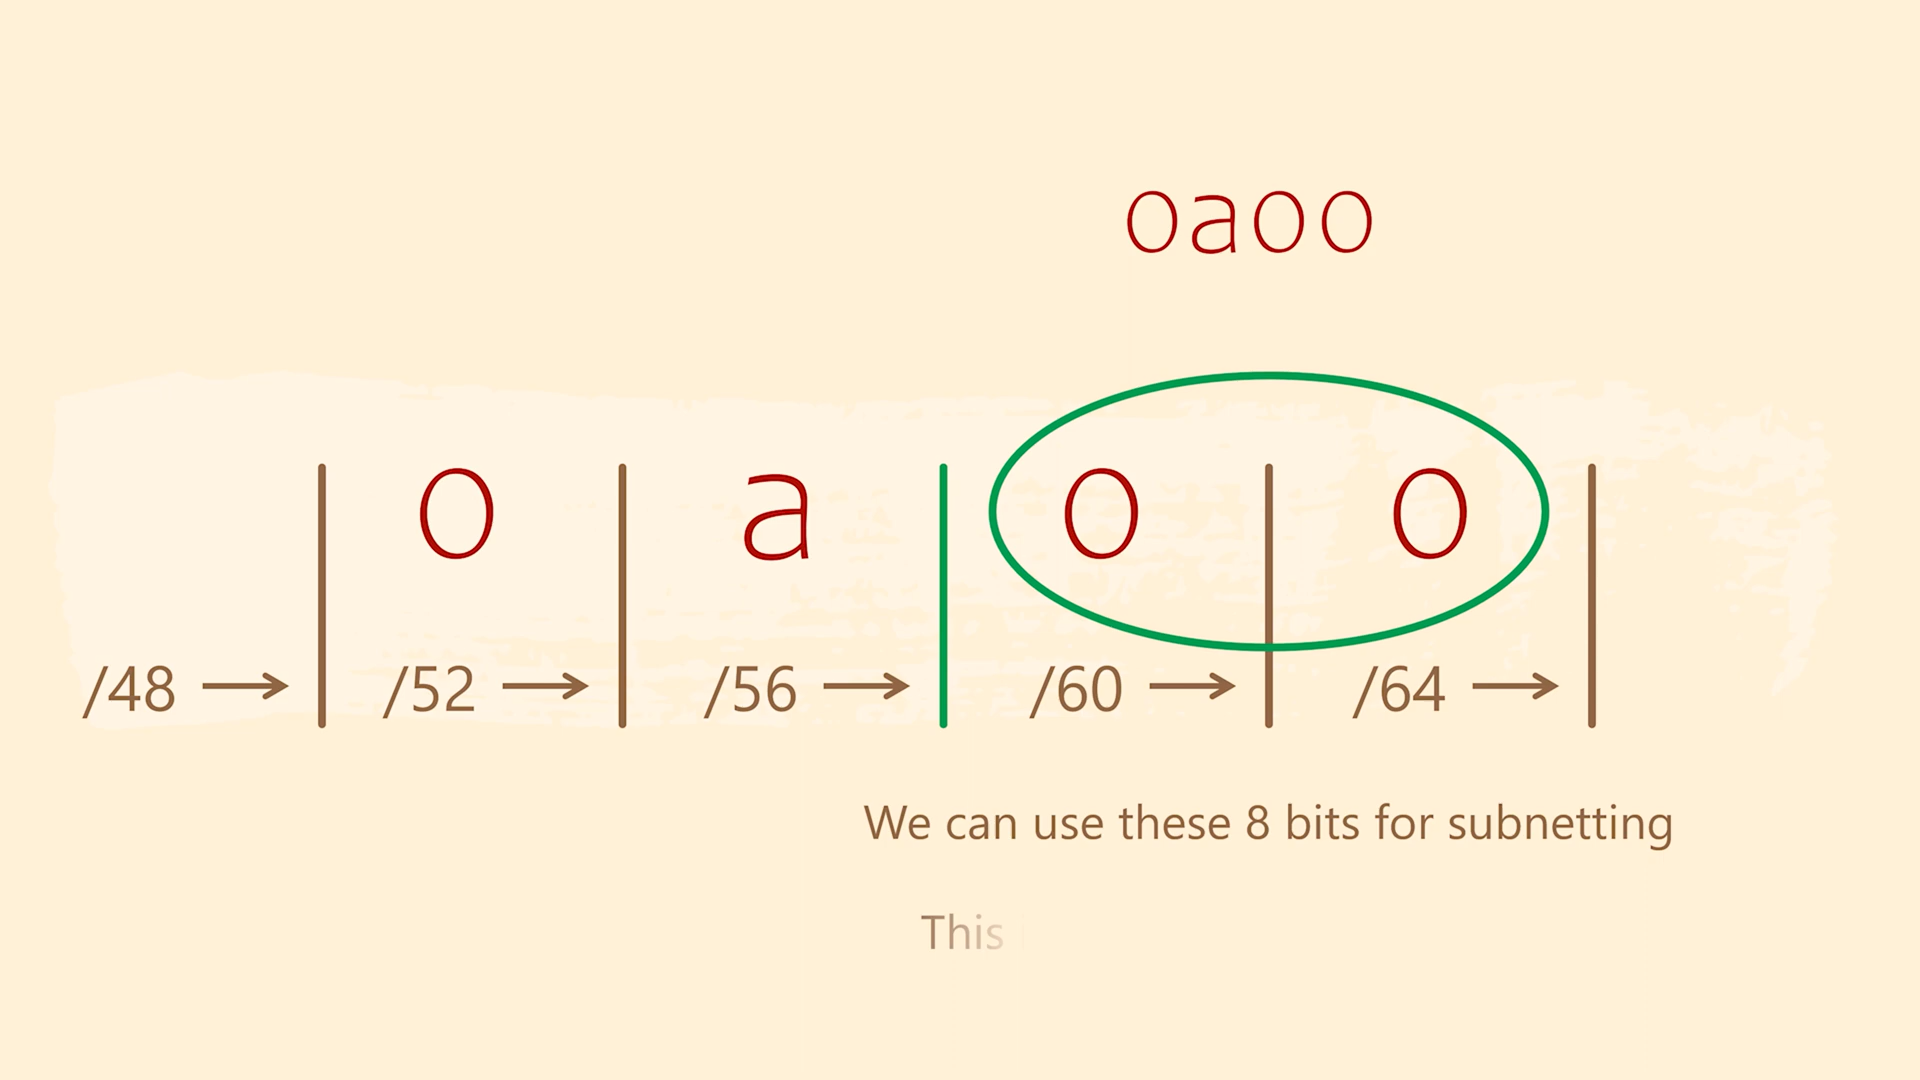 0a00
0 a 0 0
/48 → /52 → /56 → /60 → /64 →
We can use these 8 bits for subnetting
This